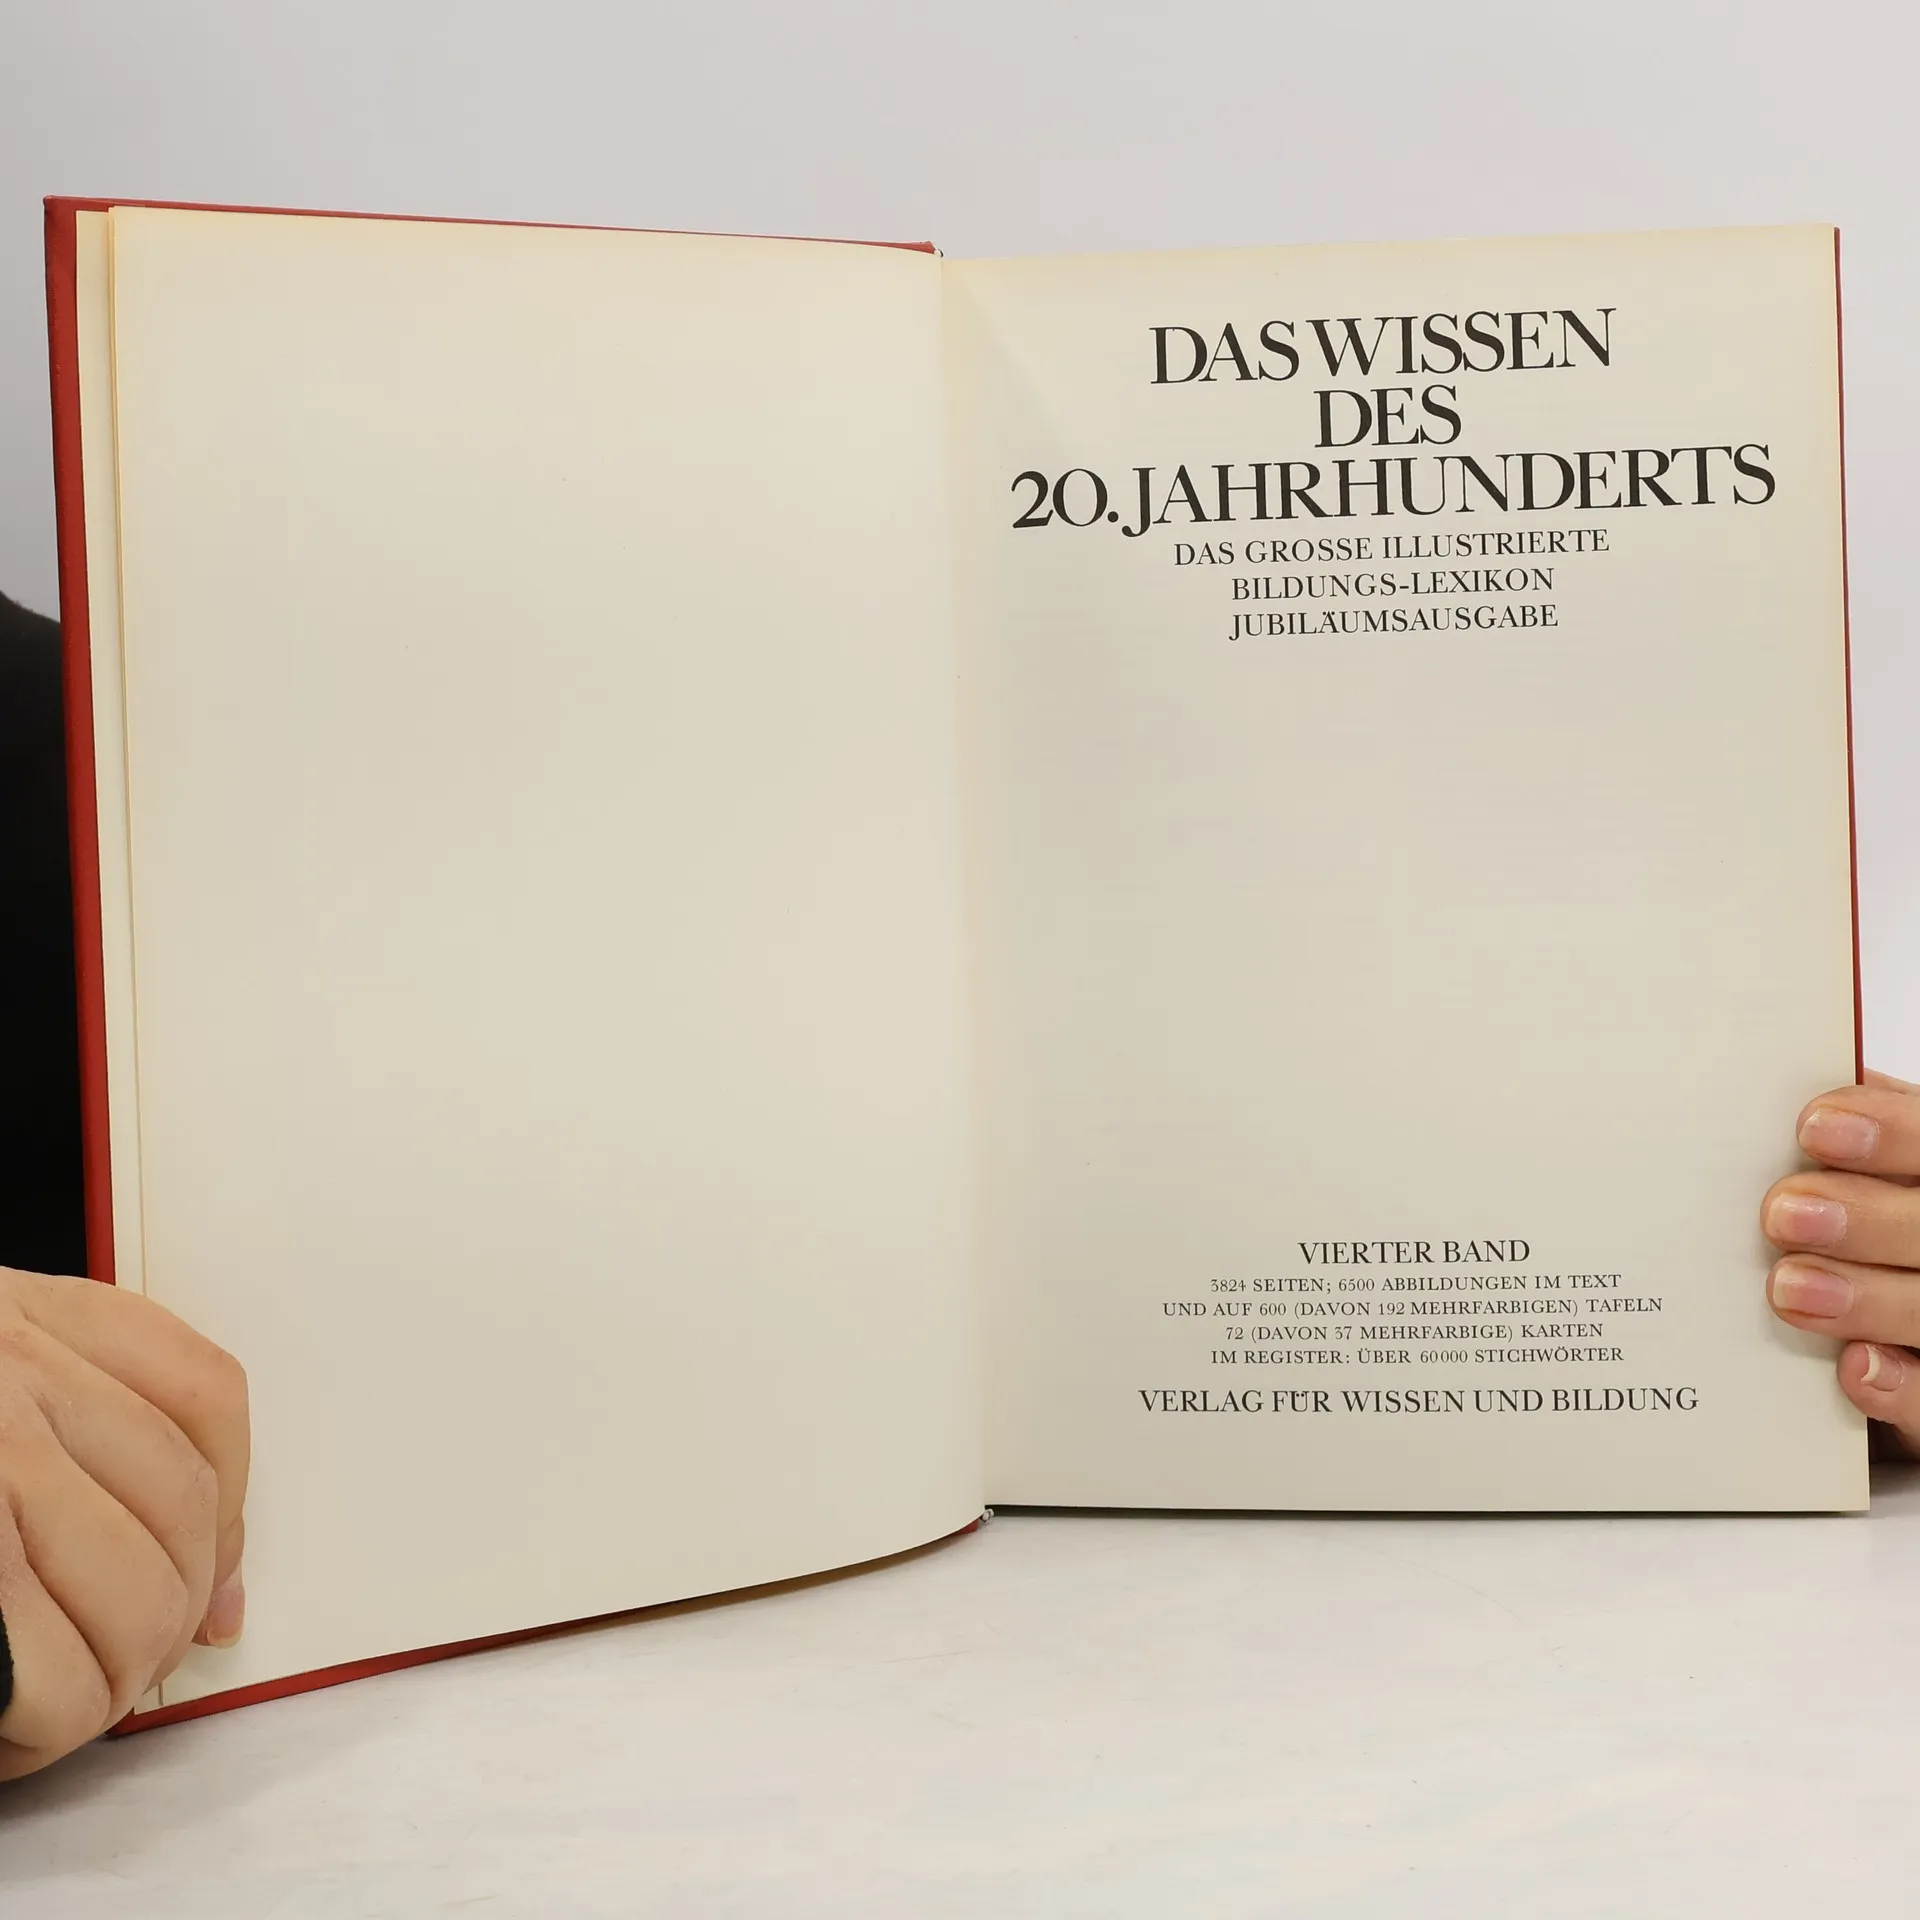 DAS WISSEN
DES
20. JAHRHUNDERTS
DAS GROSSE ILLUSTRIERTE
BILDUNGS-LEXIKON
JUBILÄUMSAUSGABE
VIERTER BAND
3824 SEITEN; 6500 ABBILDUNGEN IM TEXT
UND AUF 600 (DAVON 192 MEHRFARBIGEN) TAFELN
72 (DAVON 37 MEHRFARBIGE) KARTEN
IM REGISTER: ÜBER 60000 STICHWÖRTER
VERLAG FÜR WISSEN UND BILDUNG